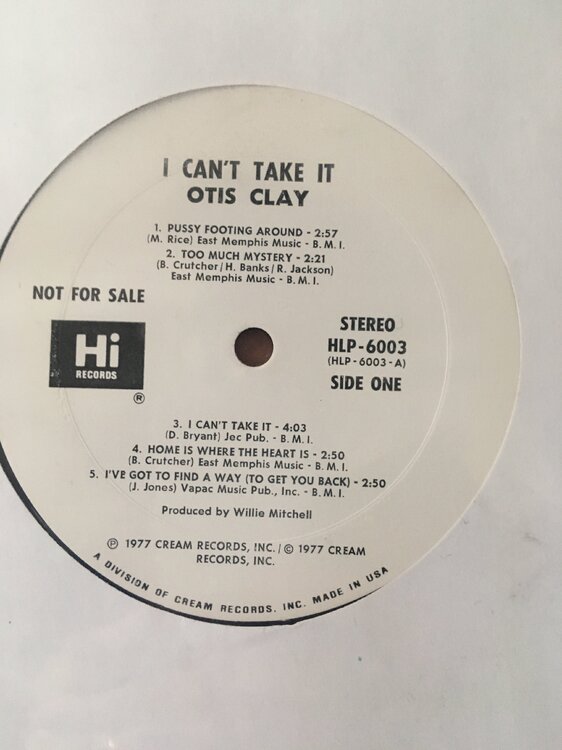 I CAN'T TAKE IT
OTIS CLAY
1. PUSSY FOOTING AROUND - 2:57
(M. Rice) East Memphis Music - B.M.I.
2. TOO MUCH MYSTERY - 2:21
(B. Crutcher/H. Banks/R. Jackson)
East Memphis Music - B.M.I.
NOT FOR SALE
Hi
RECORDS
®
STEREO
HLP-6003
(HLP-6003-A)
SIDE ONE
3. I CAN'T TAKE IT - 4:03
(D. Bryant) Jec Pub. - B.M.I.
4. HOME IS WHERE THE HEART IS - 2:50
(B. Crutcher) East Memphis Music - B.M.I.
5. I'VE GOT TO FIND A WAY (TO GET YOU BACK) - 2:50
(J. Jones) Vapac Music Pub., Inc. - B.M.I.
Produced by Willie Mitchell
℗ 1977 CREAM RECORDS, INC./© 1977 CREAM
RECORDS, INC.
A DIVISION OF CREAM RECORDS. INC. MADE IN USA